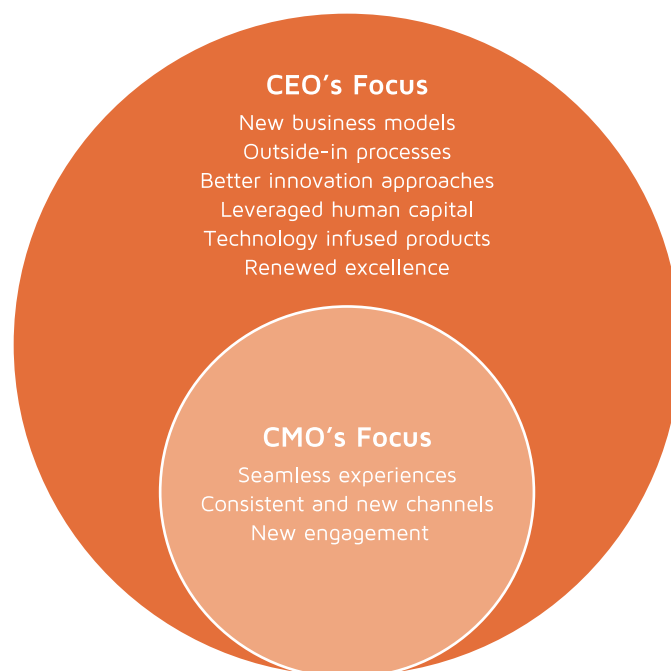 CEO’s Focus
New business models
Outside-in processes
Better innovation approaches
Leveraged human capital
Technology infused products
Renewed excellence
CMO’s Focus
Seamless experiences
Consistent and new channels
New engagement